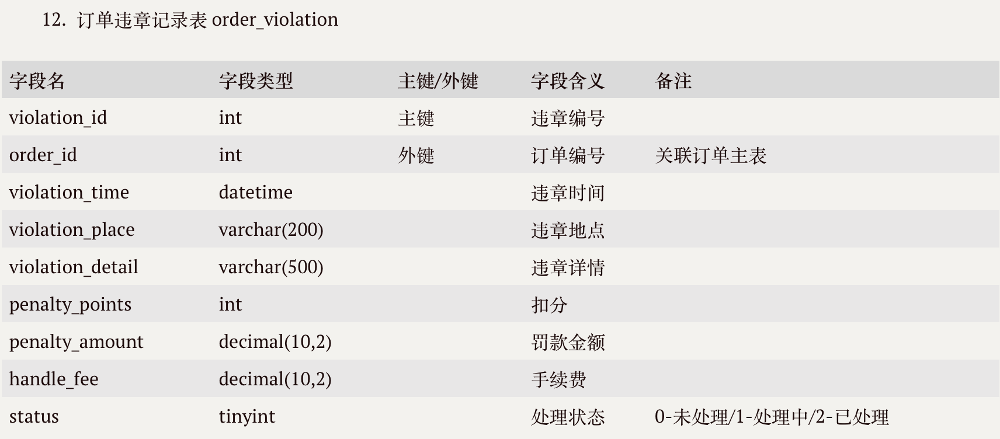 12. 订单违章记录表 order_violation
字段名 字段类型 主键/外键 字段含义 备注
violation_id int 主键 违章编号
order_id int 外键 订单编号 关联订单主表
violation_time datetime 违章时间
violation_place varchar(200) 违章地点
violation_detail varchar(500) 违章详情
penalty_points int 扣分
penalty_amount decimal(10,2) 罚款金额
handle_fee decimal(10,2) 手续费
status tinyint 处理状态 0-未处理/1-处理中/2-已处理